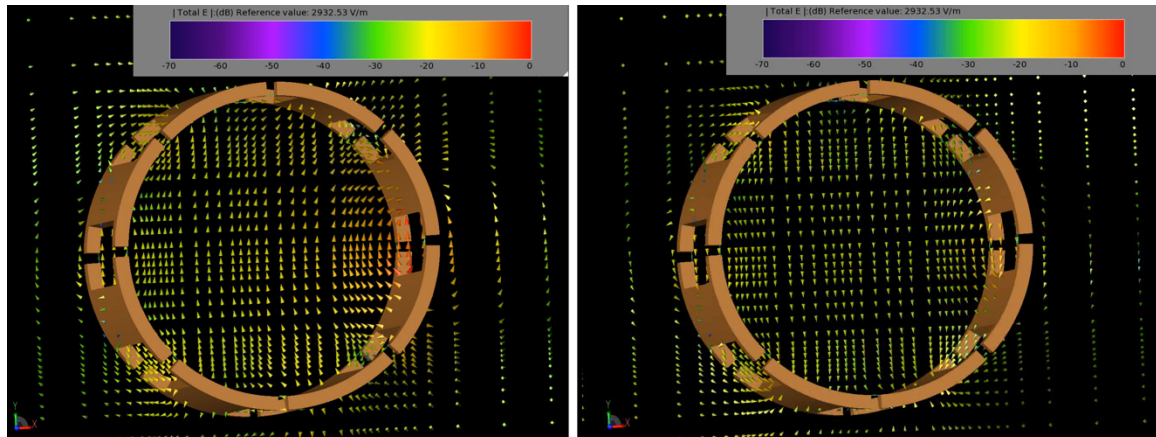 | Total E |:(dB) Reference value: 2932.53 V/m
-70 -60 -50 -40 -30 -20 -10 0
Y
X
| Total E |:(dB) Reference value: 2932.53 V/m
-70 -60 -50 -40 -30 -20 -10 0
Y
X